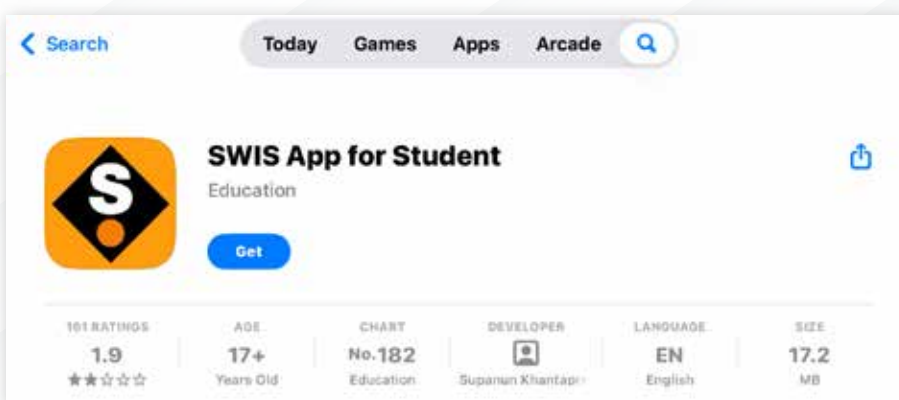 Search
Today Games Apps Arcade
S
SWIS App for Student
Education
Get
101 RATINGS AGE CHART DEVELOPER LANGUAGE SIZE
1.9 17+ No.182 EN 17.2
Years Old Education Supanun English MB